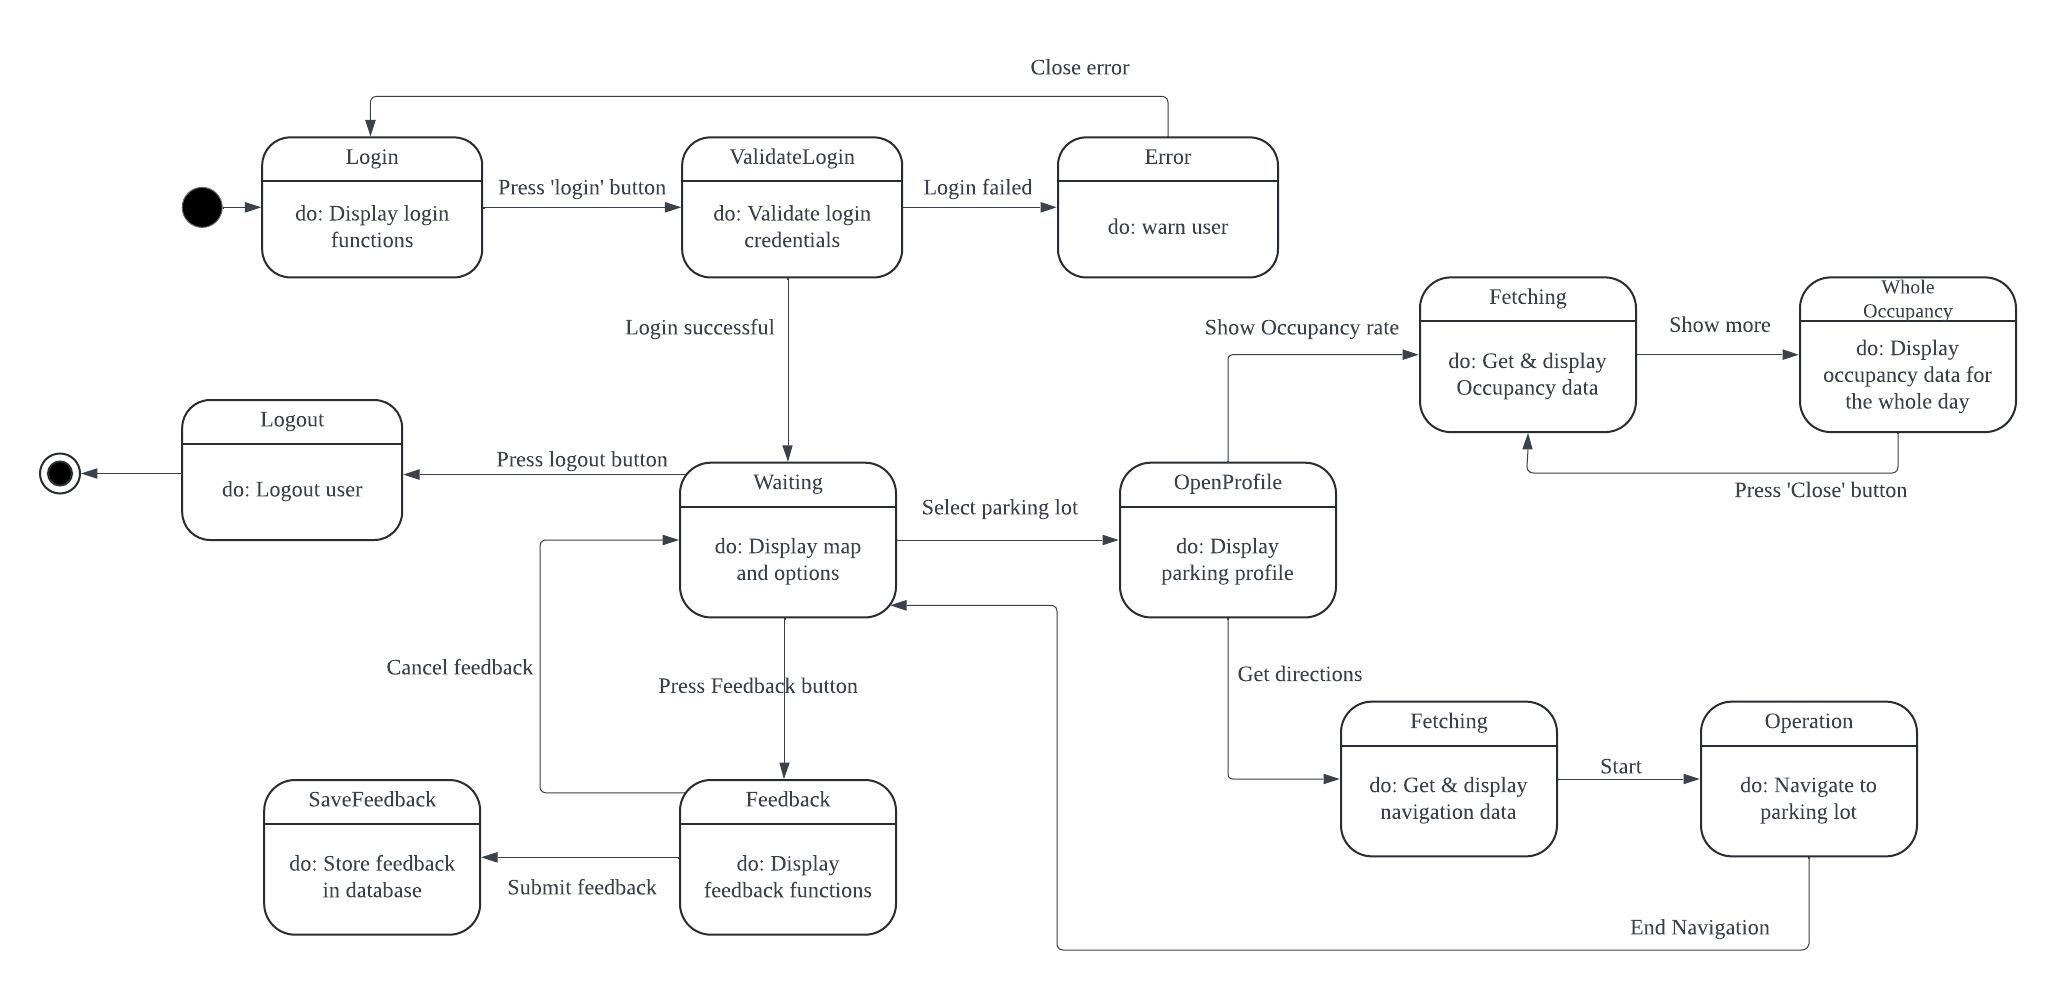 Close error
Login
do: Display login
functions
Press 'login' button
ValidateLogin
do: Validate login
credentials
Login failed
Error
do: warn user
Login successful
Show Occupancy rate
Fetching
do: Get & display
Occupancy data
Show more
Whole
Occupancy
do: Display
occupancy data for
the whole day
Press 'Close' button
Logout
do: Logout user
Press logout button
Waiting
do: Display map
and options
Select parking lot
OpenProfile
do: Display
parking profile
Cancel feedback
Press Feedback button
Get directions
Fetching
do: Get & display
navigation data
Start
Operation
do: Navigate to
parking lot
SaveFeedback
do: Store feedback
in database
Submit feedback
Feedback
do: Display
feedback functions
End Navigation